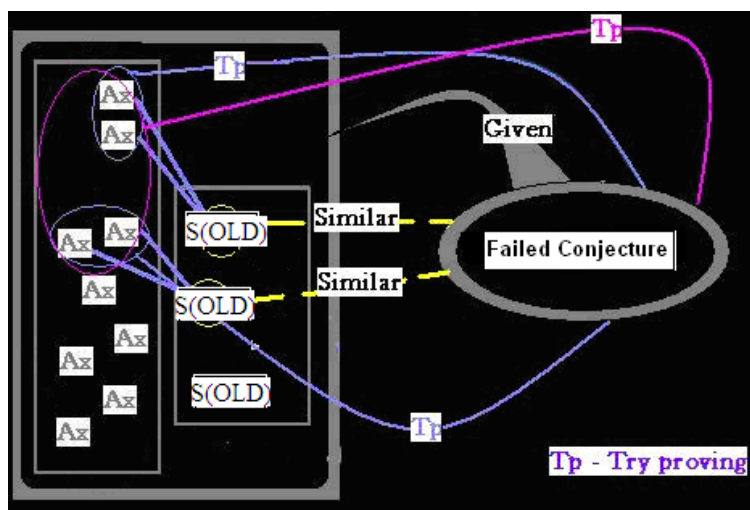 Tp
Tp
Ax
Ax
Given
Ax
Ax
S(OLD)
Similar
Failed Conjecture
Ax
S(OLD)
Similar
Ax
Ax
Ax
S(OLD)
Ax
Tp
Tp - Try proving